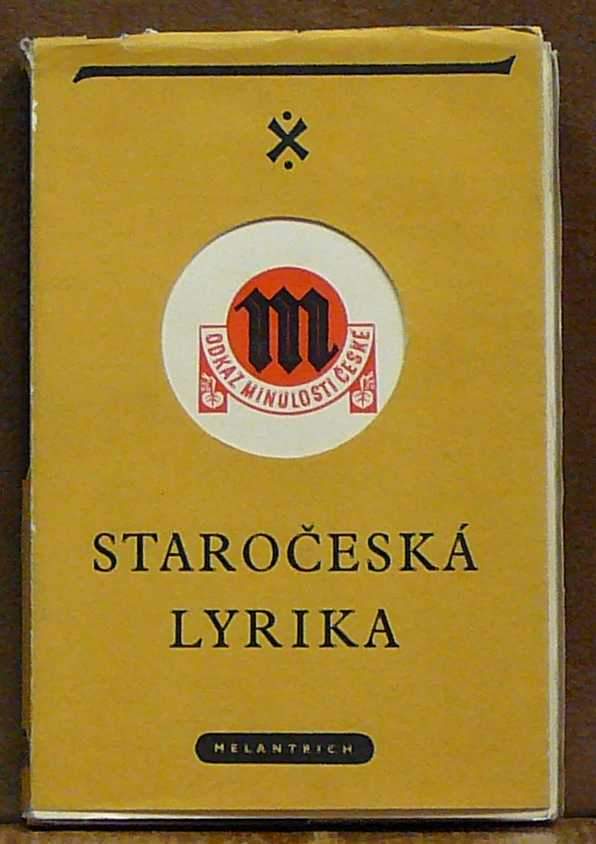 m
ODKAZ MINULOSTI ČESKÉ
STAROČESKÁ
LYRIKA
MELANTRICH